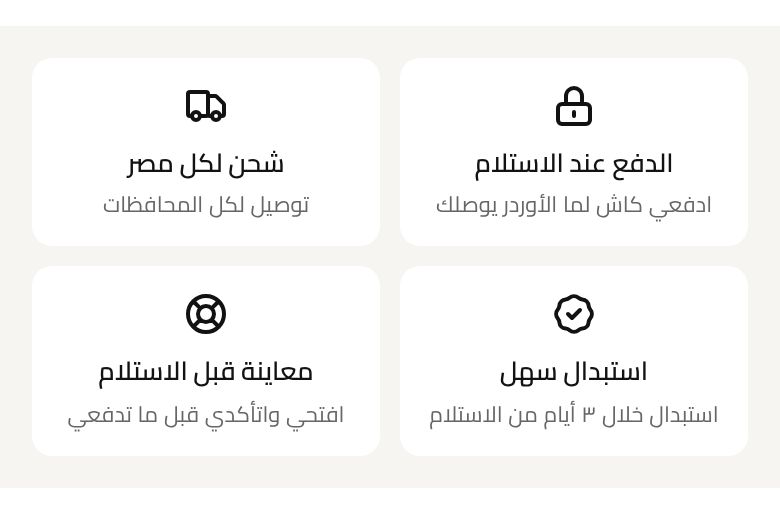 الدفع عند الاستلام
ادفعي كاش لما الأوردر يوصلك
شحن لكل مصر
توصيل لكل المحافظات
استبدال سهل
استبدال خلال ٣ أيام من الاستلام
معاينة قبل الاستلام
افتحي واتأكدي قبل ما تدفعي